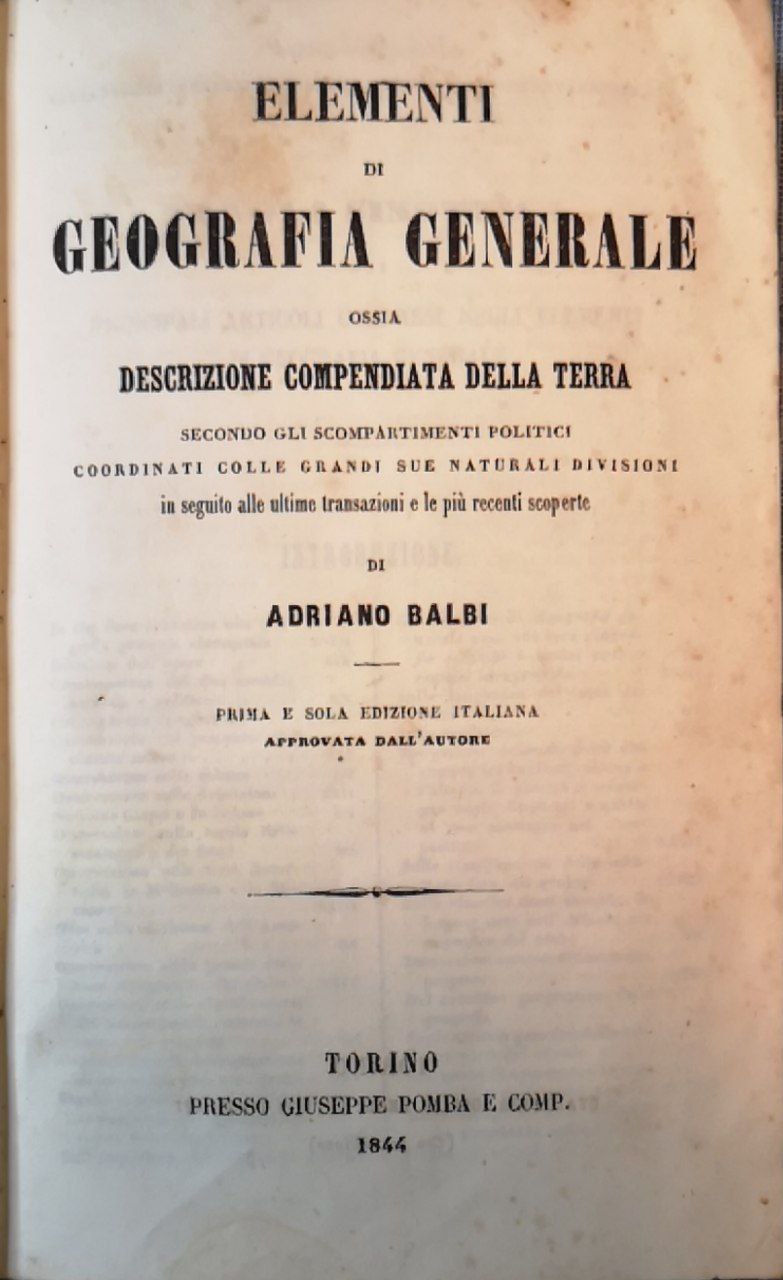 ELEMENTI
DI
GEOGRAFIA GENERALE
OSSIA
DESCRIZIONE COMPENDIATA DELLA TERRA
SECONDO GLI SCOMPARTIMENTI POLITICI
COORDINATI COLLE GRANDI SUE NATURALI DIVISIONI
in seguito alle ultime transazioni e le più recenti scoperte
DI
ADRIANO BALBI
PRIMA E SOLA EDIZIONE ITALIANA
APPROVATA DALL'AUTORE
TORINO
PRESSO GIUSEPPE POMBA E COMP.
1844